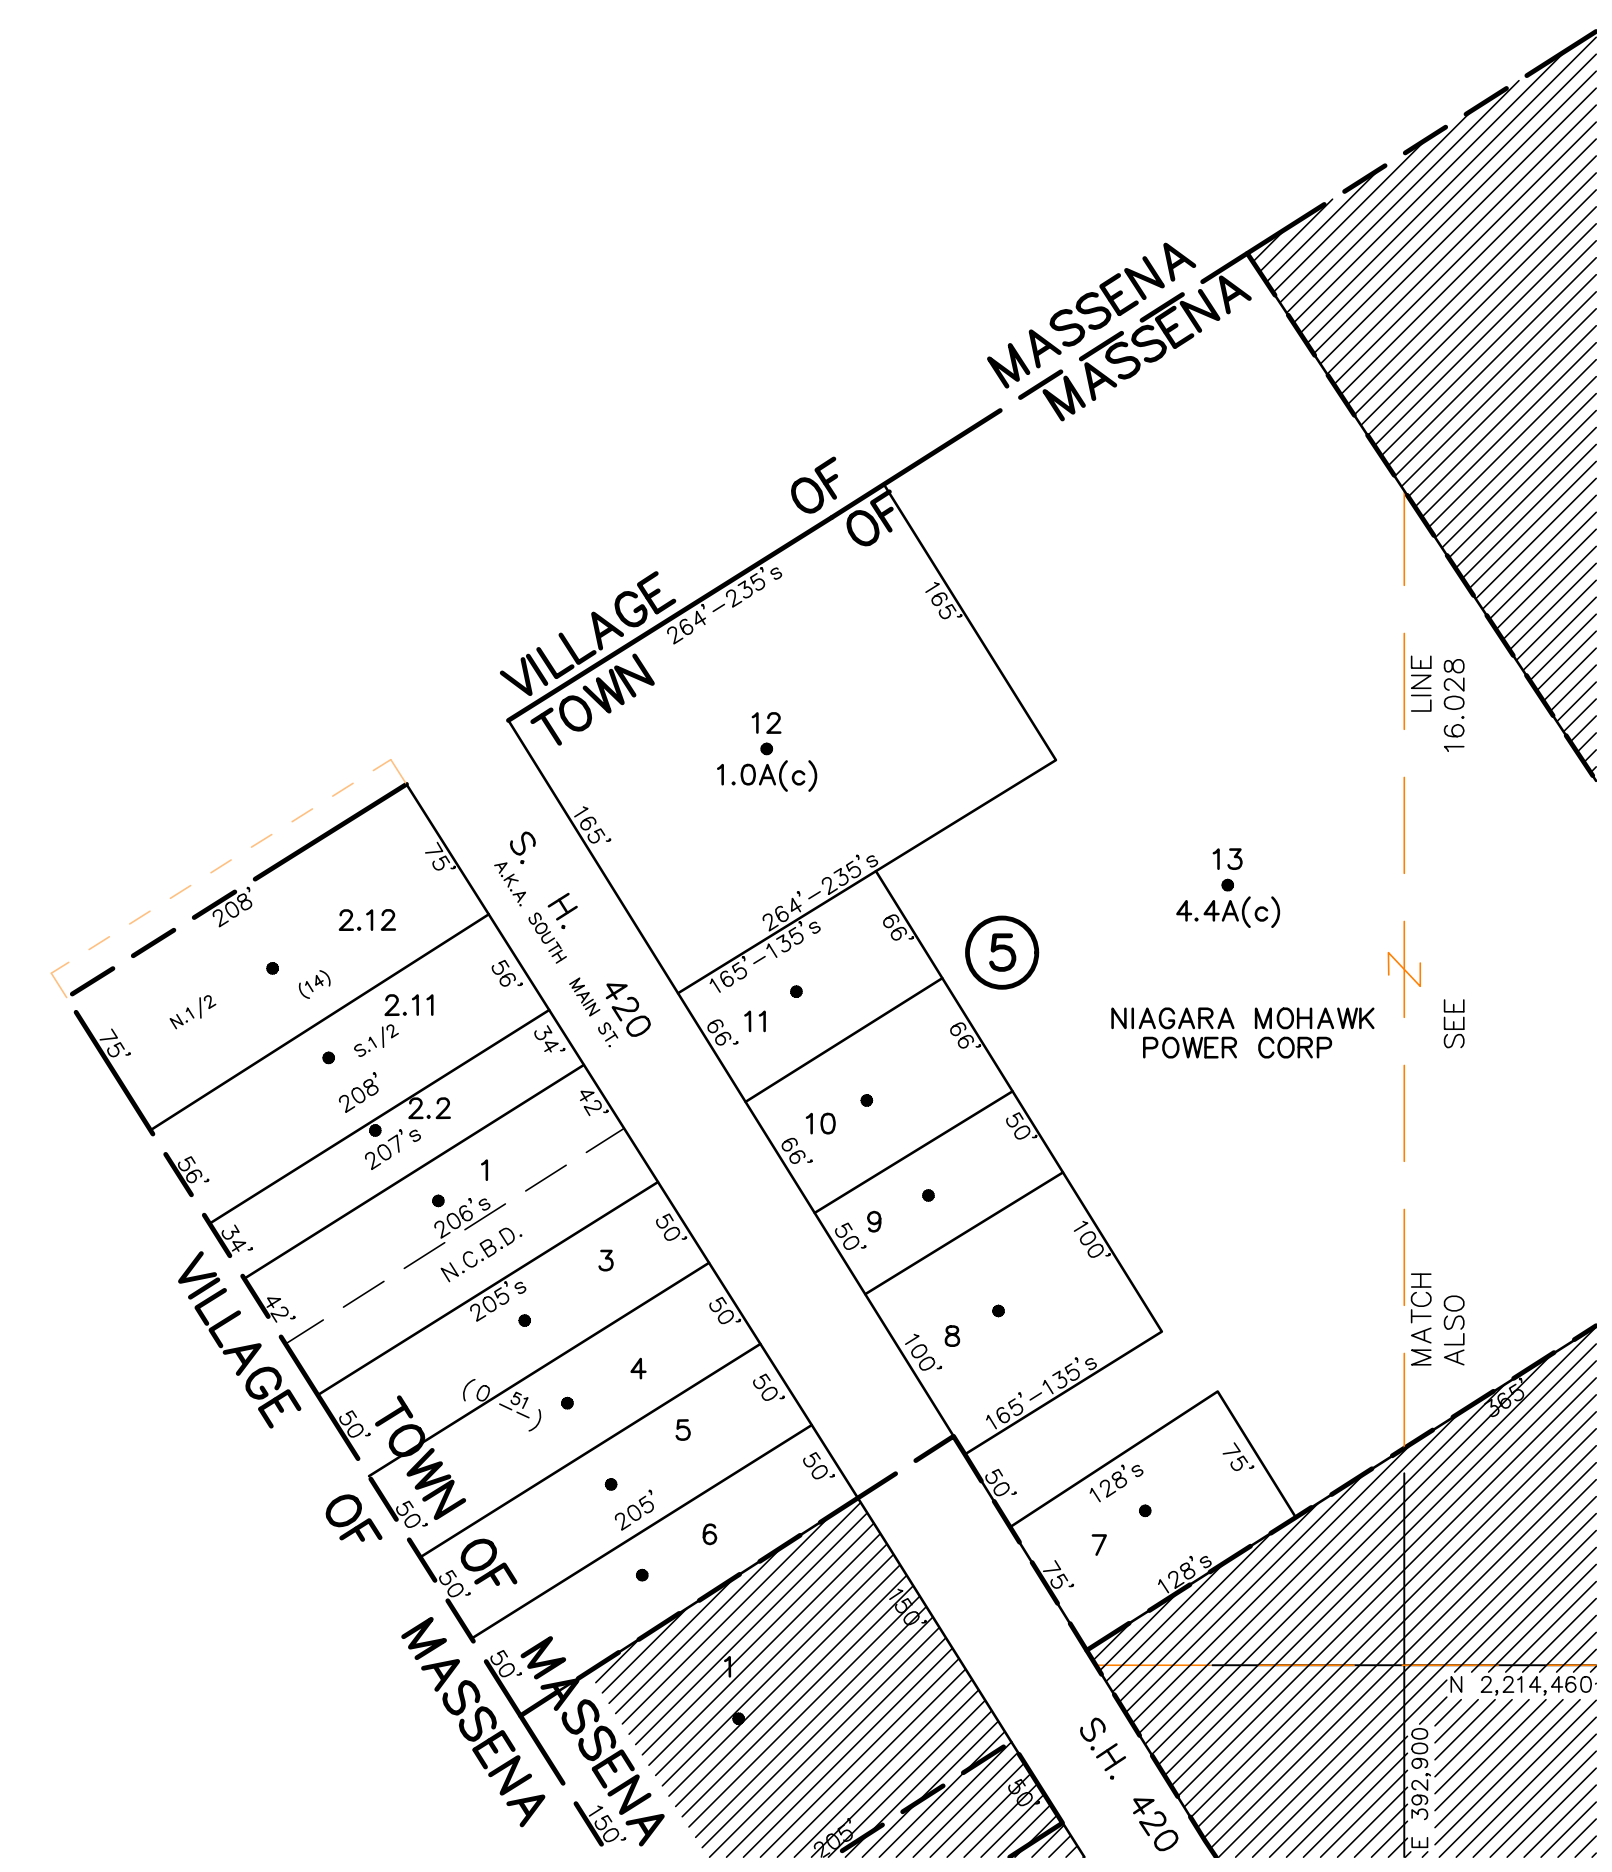 VILLAGE OF MASSENA
TOWN OF MASSENA
264'-235's
165'
12
1.0A(c)
165'
264'-235's
13
4.4A(c)
5
NIAGARA MOHAWK
POWER CORP
MATCH LINE
SEE ALSO 16.028
S. H. 420
A.K.A. SOUTH MAIN ST.
75'
208'
2.12
(14)
N.1/2
75'
56'
2.11
S.1/2
208'
56'
34'
2.2
207's
34'
42'
1
206's
N.C.B.D.
42'
50'
3
205's
50'
50'
4
(0 51)
50'
50'
5
205'
50'
50'
6
50'
VILLAGE OF MASSENA
TOWN OF MASSENA
165'-135's
66'
11
66'
66'
10
66'
50'
9
50'
100'
8
100'
165'-135's
50'
128's
75'
7
75'
128's
365'
150'
1
150'
50'
205'
S.H. 420
N 2,214,460
E 392,900